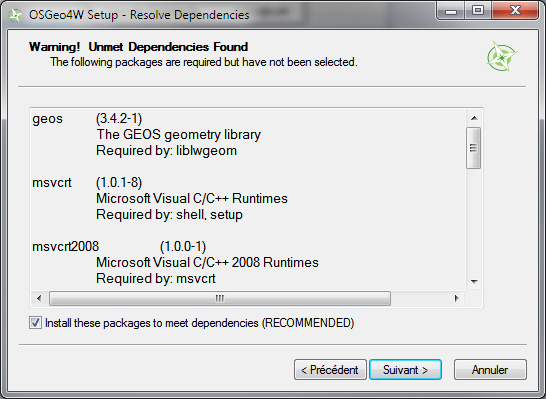 OSGeo4W Setup - Resolve Dependencies
Warning! Unmet Dependencies Found
The following packages are required but have not been selected.
geos (3.4.2-1)
The GEOS geometry library
Required by: liblwgeom
msvcrt (1.0.1-8)
Microsoft Visual C/C++ Runtimes
Required by: shell, setup
msvcrt2008 (1.0.0-1)
Microsoft Visual C/C++ 2008 Runtimes
Required by: msvcrt
Install these packages to meet dependencies (RECOMMENDED)
< Précédent Suivant > Annuler